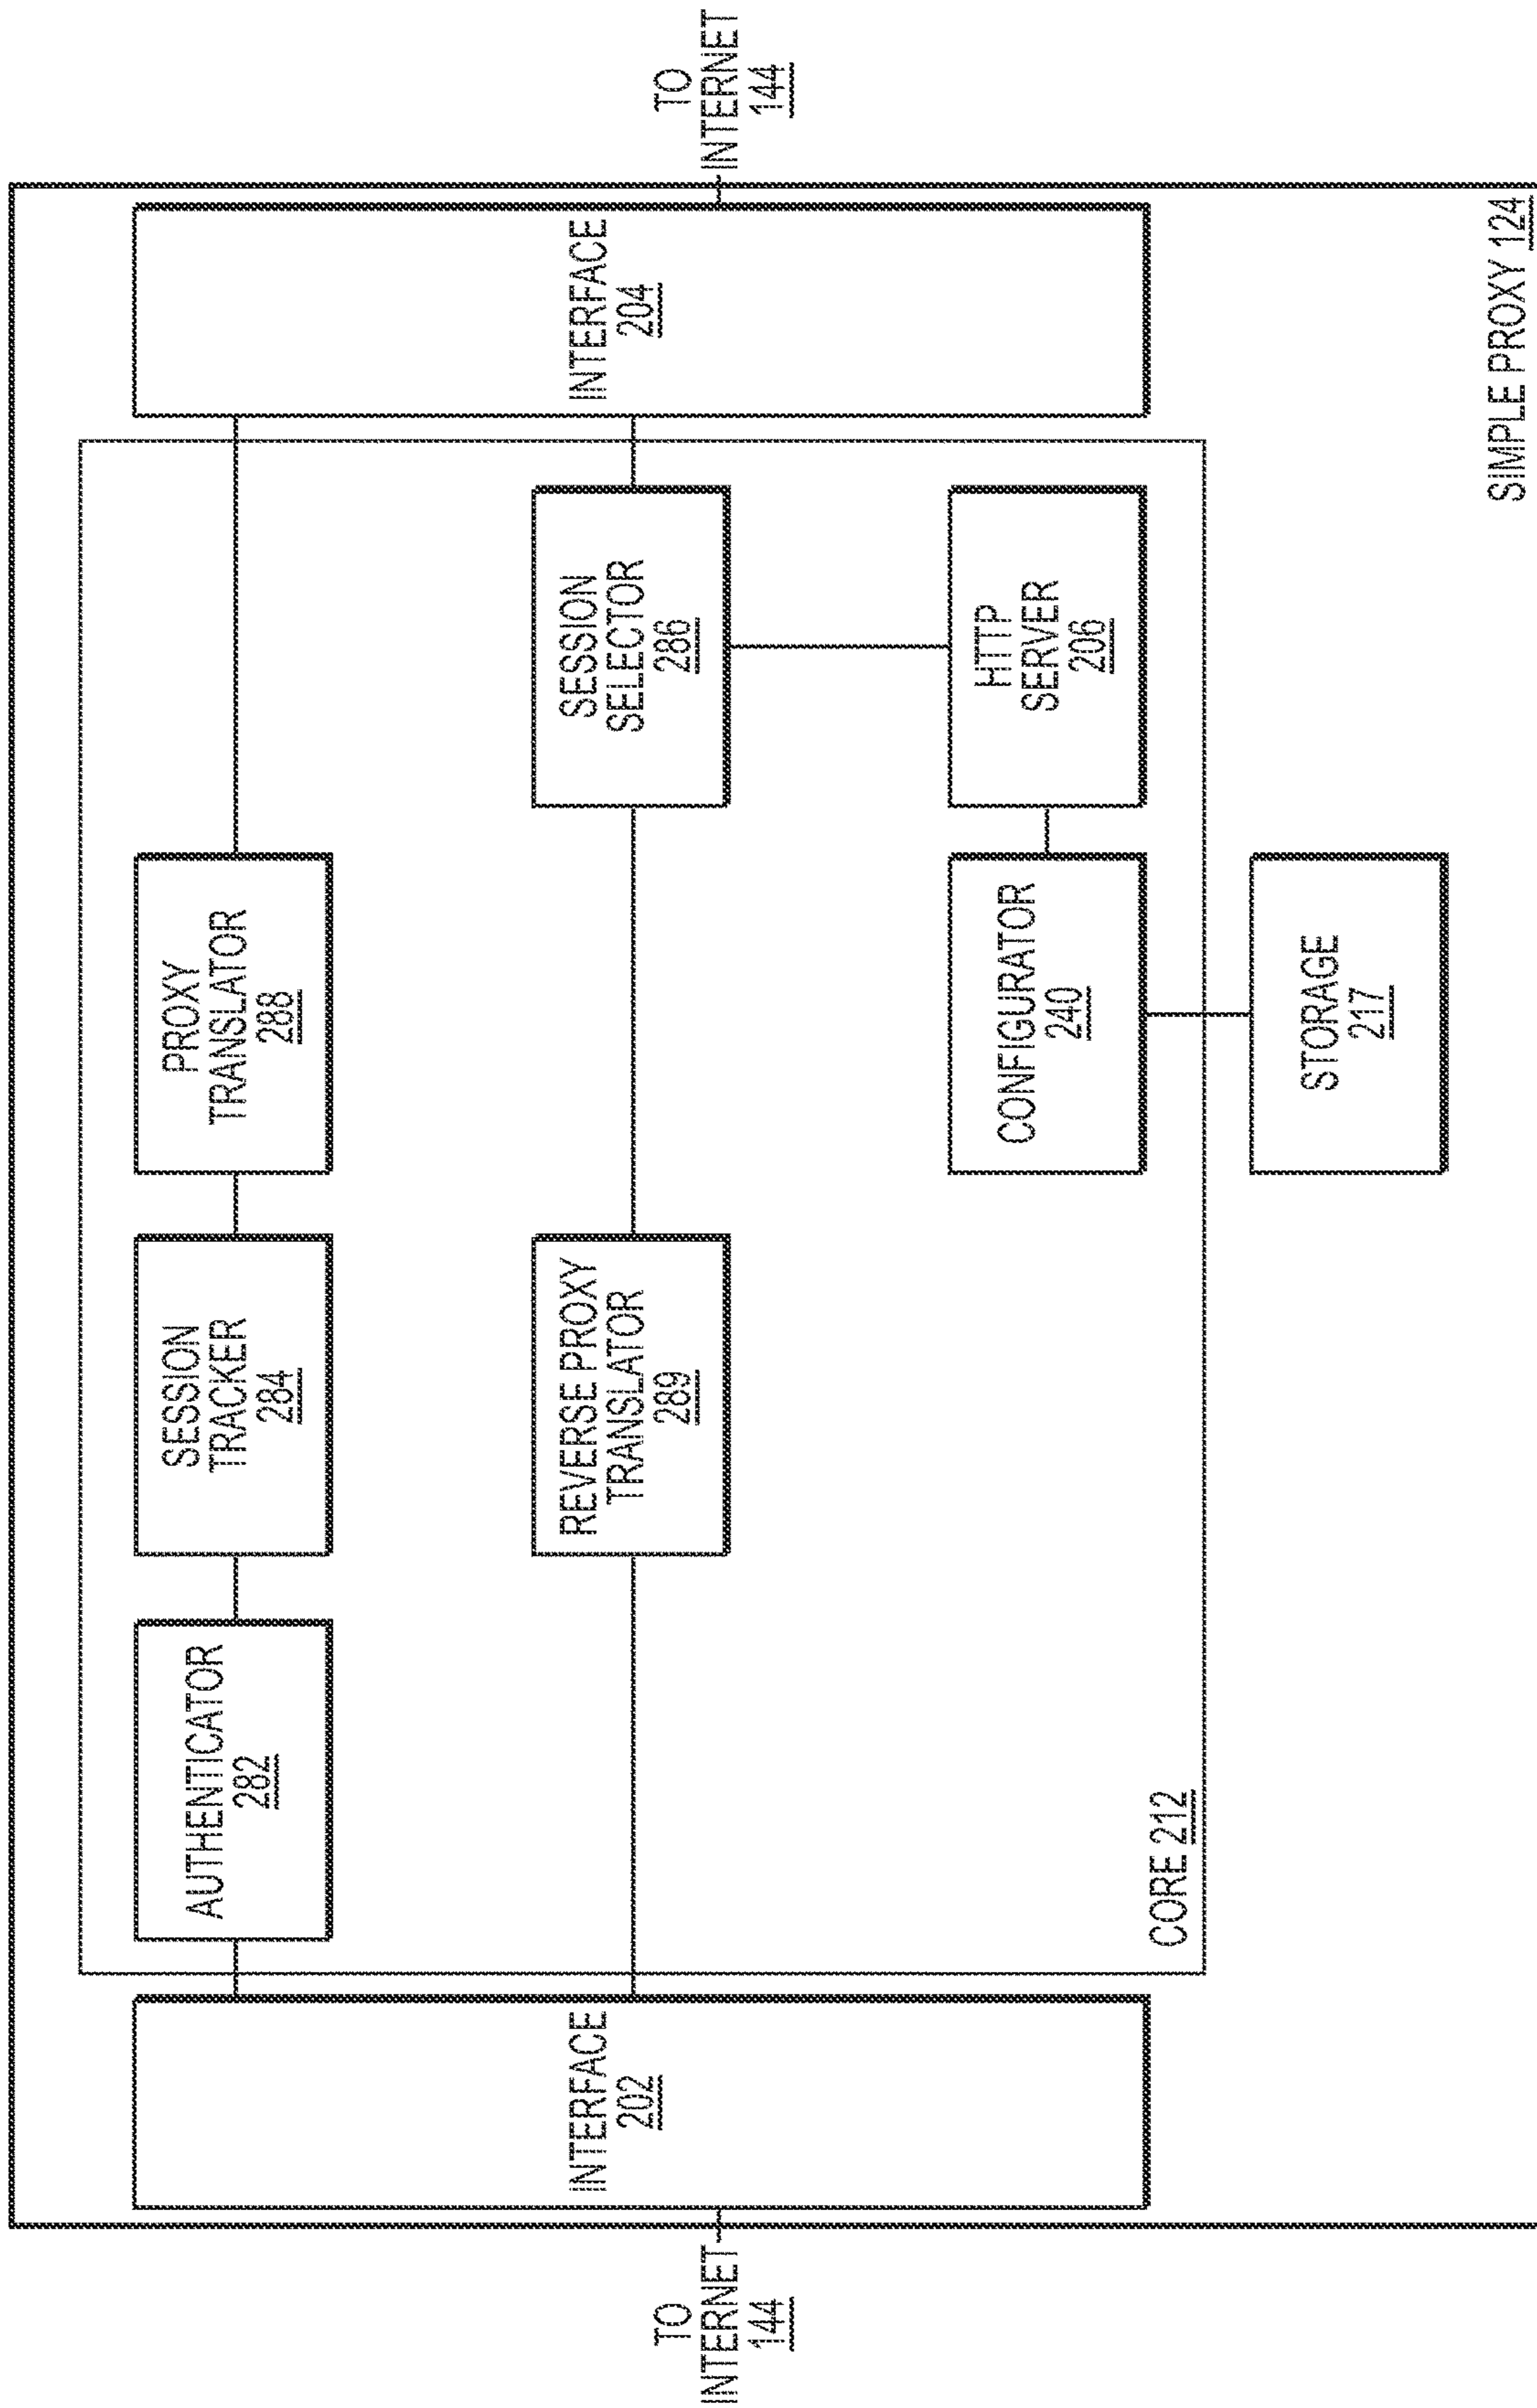 TO
INTERNET
144
INTERFACE
202
AUTHENTICATOR
282
SESSION
TRACKER
284
PROXY
TRANSLATOR
288
REVERSE PROXY
TRANSLATOR
289
SESSION
SELECTOR
286
CONFIGURATOR
240
HTTP
SERVER
206
CORE 212
STORAGE
217
INTERFACE
204
TO
INTERNET
144
SIMPLE PROXY 124